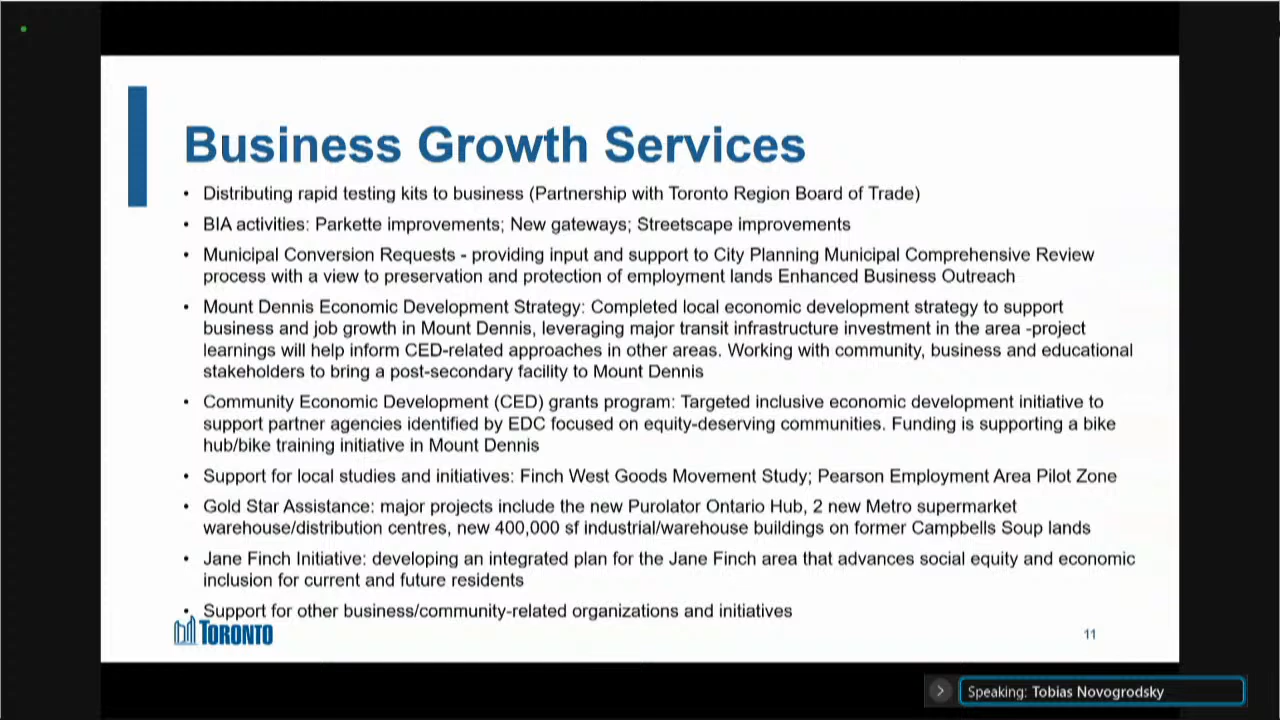 Business Growth Services
• Distributing rapid testing kits to business (Partnership with Toronto Region Board of Trade)
• BIA activities: Parkette improvements; New gateways; Streetscape improvements
• Municipal Conversion Requests - providing input and support to City Planning Municipal Comprehensive Review
process with a view to preservation and protection of employment lands Enhanced Business Outreach
• Mount Dennis Economic Development Strategy: Completed local economic development strategy to support
business and job growth in Mount Dennis, leveraging major transit infrastructure investment in the area -project
learnings will help inform CED-related approaches in other areas. Working with community, business and educational
stakeholders to bring a post-secondary facility to Mount Dennis
• Community Economic Development (CED) grants program: Targeted inclusive economic development initiative to
support partner agencies identified by EDC focused on equity-deserving communities. Funding is supporting a bike
hub/bike training initiative in Mount Dennis
• Support for local studies and initiatives: Finch West Goods Movement Study; Pearson Employment Area Pilot Zone
• Gold Star Assistance: major projects include the new Purolator Ontario Hub, 2 new Metro supermarket
warehouse/distribution centres, new 400,000 sf industrial/warehouse buildings on former Campbells Soup lands
• Jane Finch Initiative: developing an integrated plan for the Jane Finch area that advances social equity and economic
inclusion for current and future residents
• Support for other business/community-related organizations and initiatives
TORONTO
11
Speaking: Tobias Novogrodsky